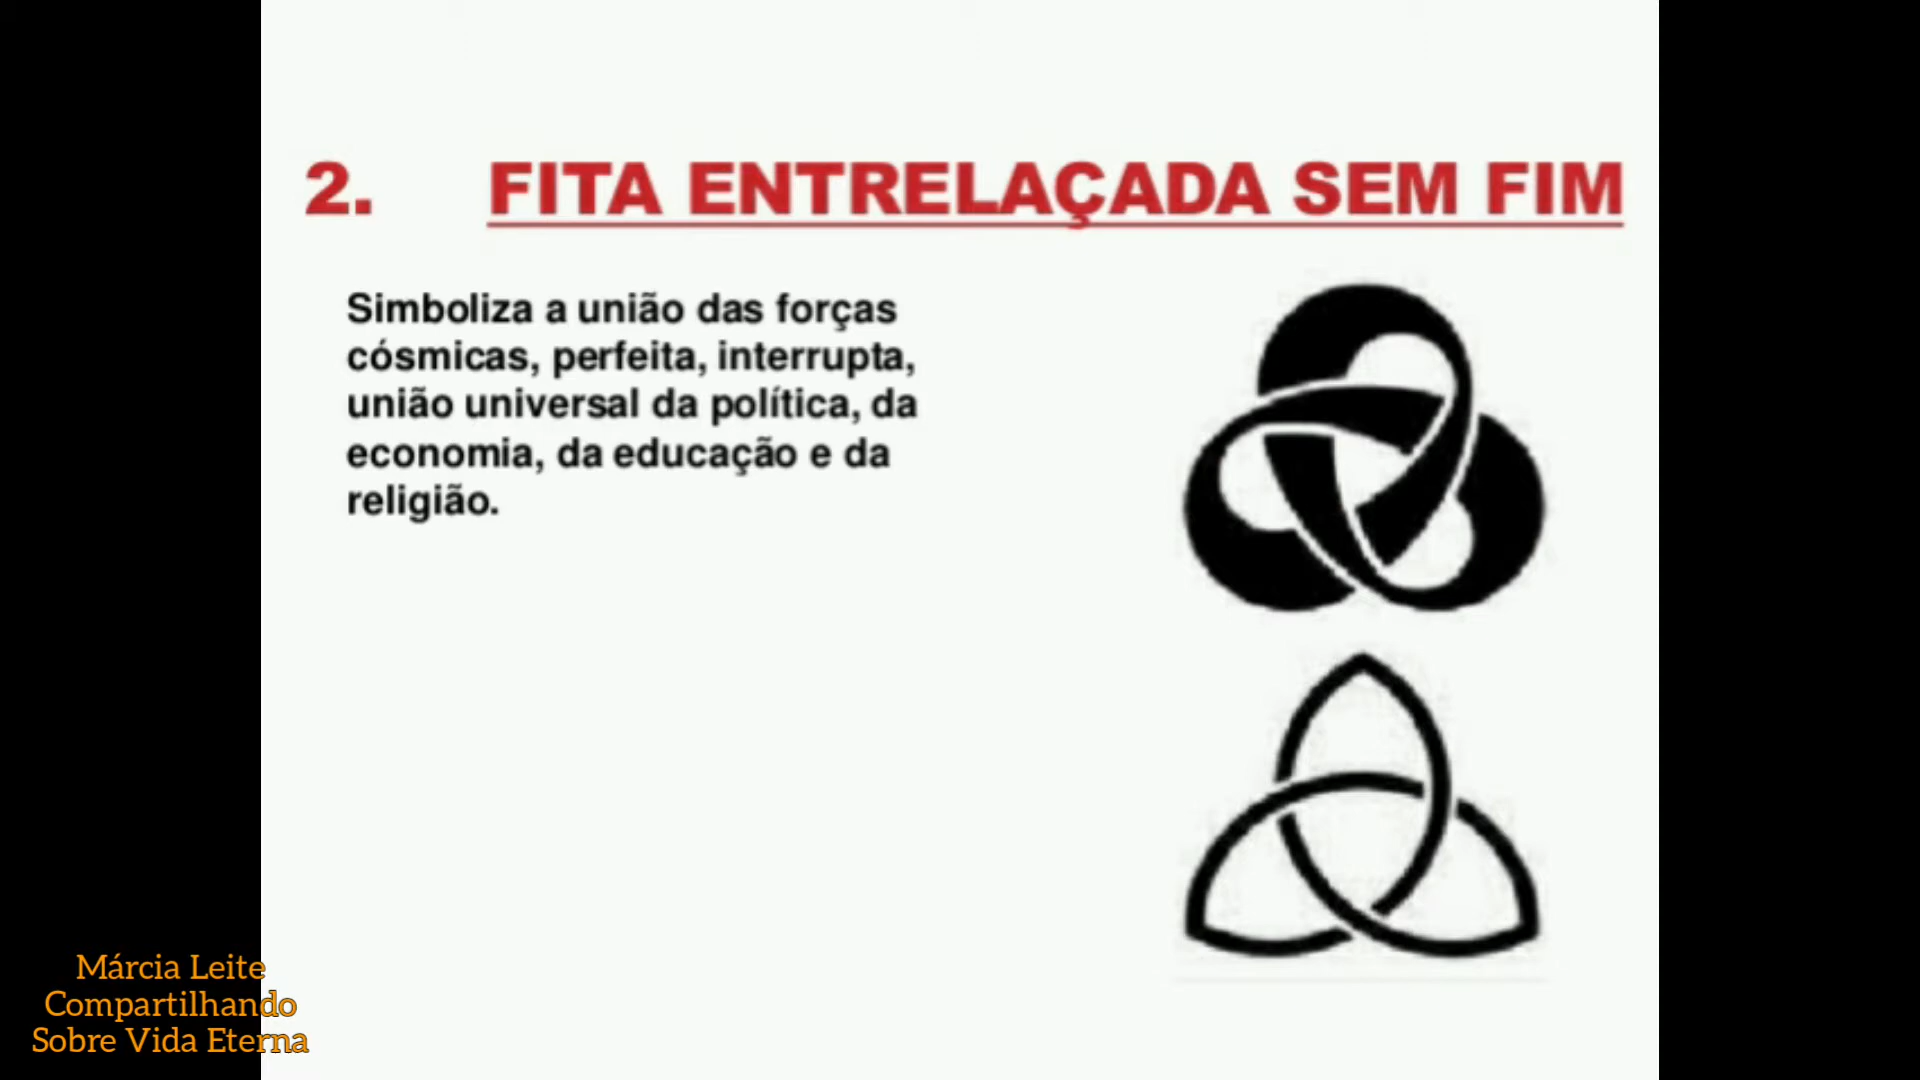 2. FITA ENTRELAÇADA SEM FIM
Simboliza a união das forças
cósmicas, perfeita, interrupta,
união universal da política, da
economia, da educação e da
religião.
Márcia Leite
Compartilhando
Sobre Vida Eterna